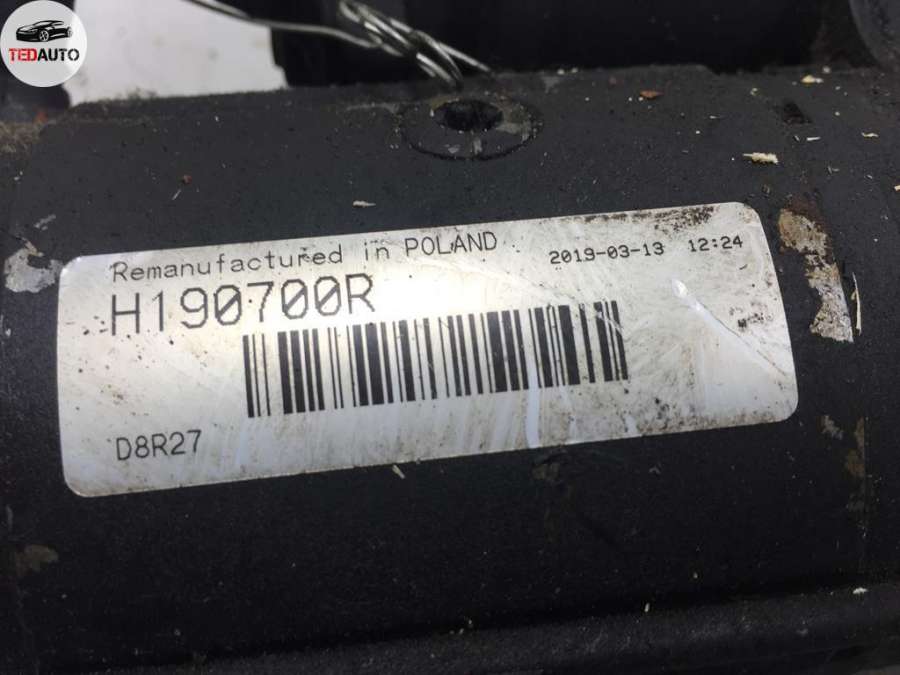 TEDAUTO
Remanufactured in POLAND
2019-03-13 12:24
H190700R
D8R27